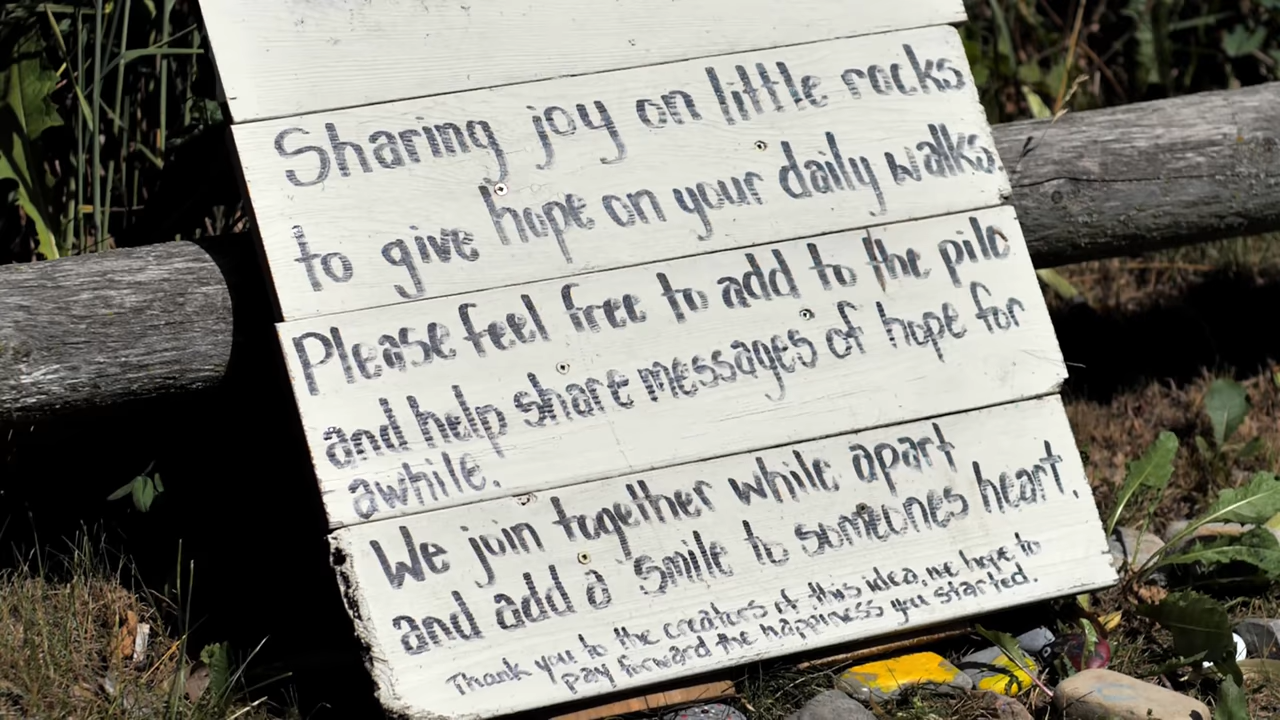 Sharing joy on little rocks
to give hope on your daily walks
Please feel free to add to the pile
and help share messages of hope for
awhile.
We join together while apart
and add a smile to someones heart.
Thank you to the creators of this idea, we hope to
pay forward the happiness you started.